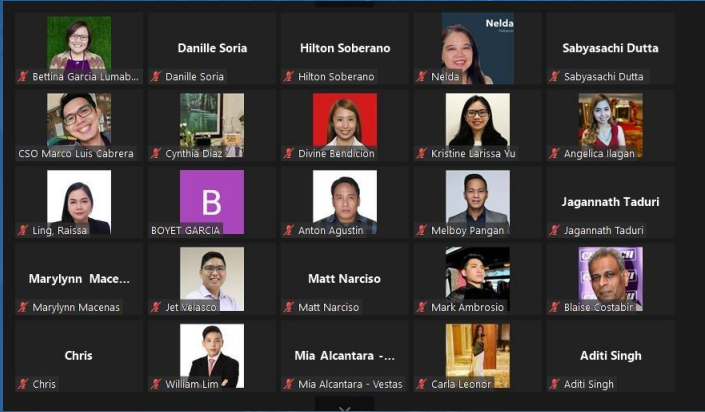 Danille Soria
Hilton Soberano
Nelda
Sabyasachi Dutta
Bettina Garcia Lumab...
Danille Soria
Hilton Soberano
Nelda
Sabyasachi Dutta
CSO Marco Luis Cabrera
Cynthia Diaz
Divine Bendicion
Kristine Larissa Yu
Angelica Ilagan
B
Jagannath Taduri
Ling, Raissa
BOYET GARCIA
Anton Agustin
Melboy Pangan
Jagannath Taduri
Marylynn Mace...
Matt Narciso
Marylynn Macenas
Jet Velasco
Matt Narciso
Mark Ambrosio
Blaise Costabir
Chris
Mia Alcantara -...
Aditi Singh
Chris
William Lim
Mia Alcantara - Vestas
Carla Leonor
Aditi Singh